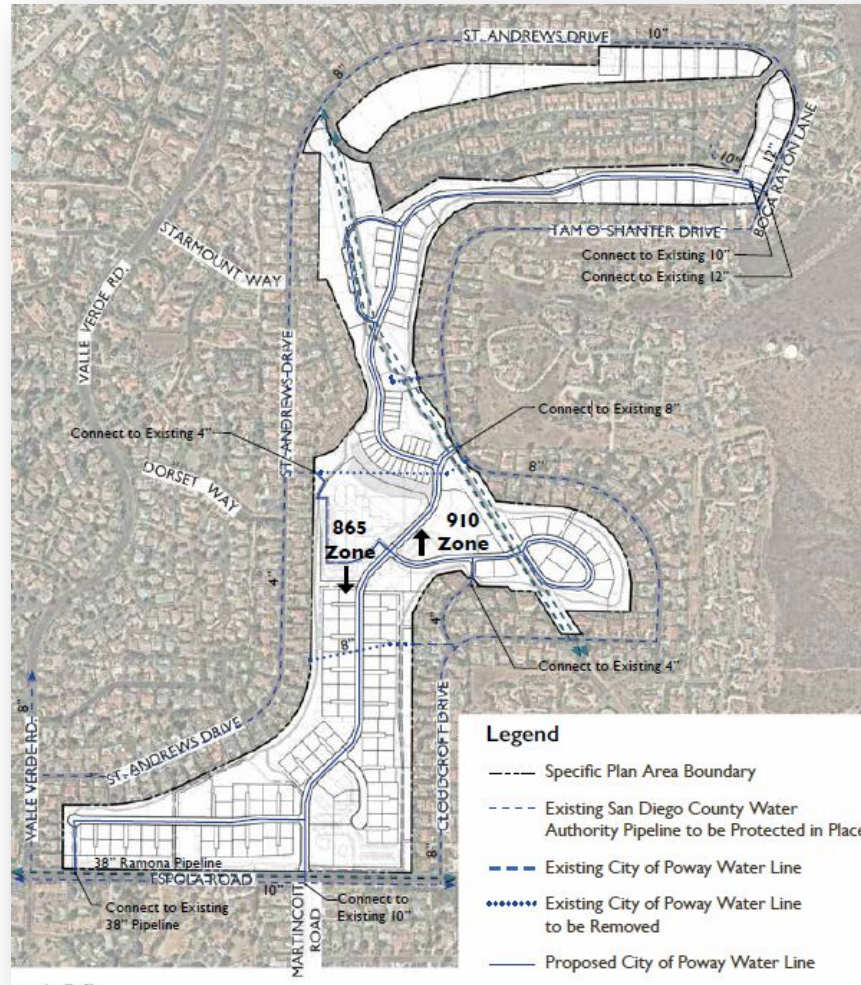 ST. ANDREWS DRIVE
10"
8"
BOCA RATON LANE
12"
10"
TAM O'SHANTER DRIVE
Connect to Existing 10"
Connect to Existing 12"
STARMOUNT WAY
VALLE VERDE RD.
ST. ANDREWS DRIVE
Connect to Existing 8"
Connect to Existing 4"
DORSET WAY
8"
865
Zone
910
Zone
4"
4"
8"
Connect to Existing 4"
CLOUDCROFT DRIVE
8"
VALLE VERDE RD.
ST. ANDREWS DRIVE
8"
38" Ramona Pipeline
ESPOLA ROAD
10"
Connect to Existing
38" Pipeline
MARTINCOIT
ROAD
Connect to
Existing 10"
Legend
Specific Plan Area Boundary
Existing San Diego County Water
Authority Pipeline to be Protected in Place
Existing City of Poway Water Line
Existing City of Poway Water Line
to be Removed
Proposed City of Poway Water Line